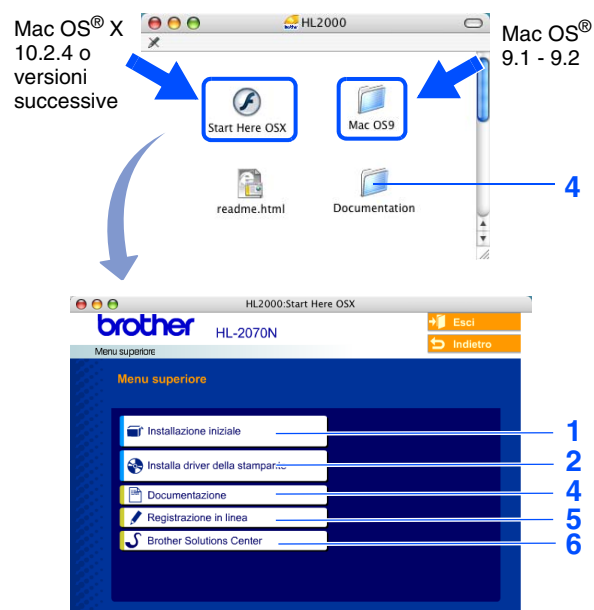 Mac OS® X
10.2.4 o
versioni
successive
HL2000
Mac OS®
9.1 - 9.2
Start Here OSX
Mac OS9
readme.html
Documentation
4
HL2000:Start Here OSX
brother
HL-2070N
Esci
Indietro
Menu superiore
Menu superiore
Installazione iniziale
1
Installa driver della stampante
2
Documentazione
4
Registrazione in linea
5
Brother Solutions Center
6